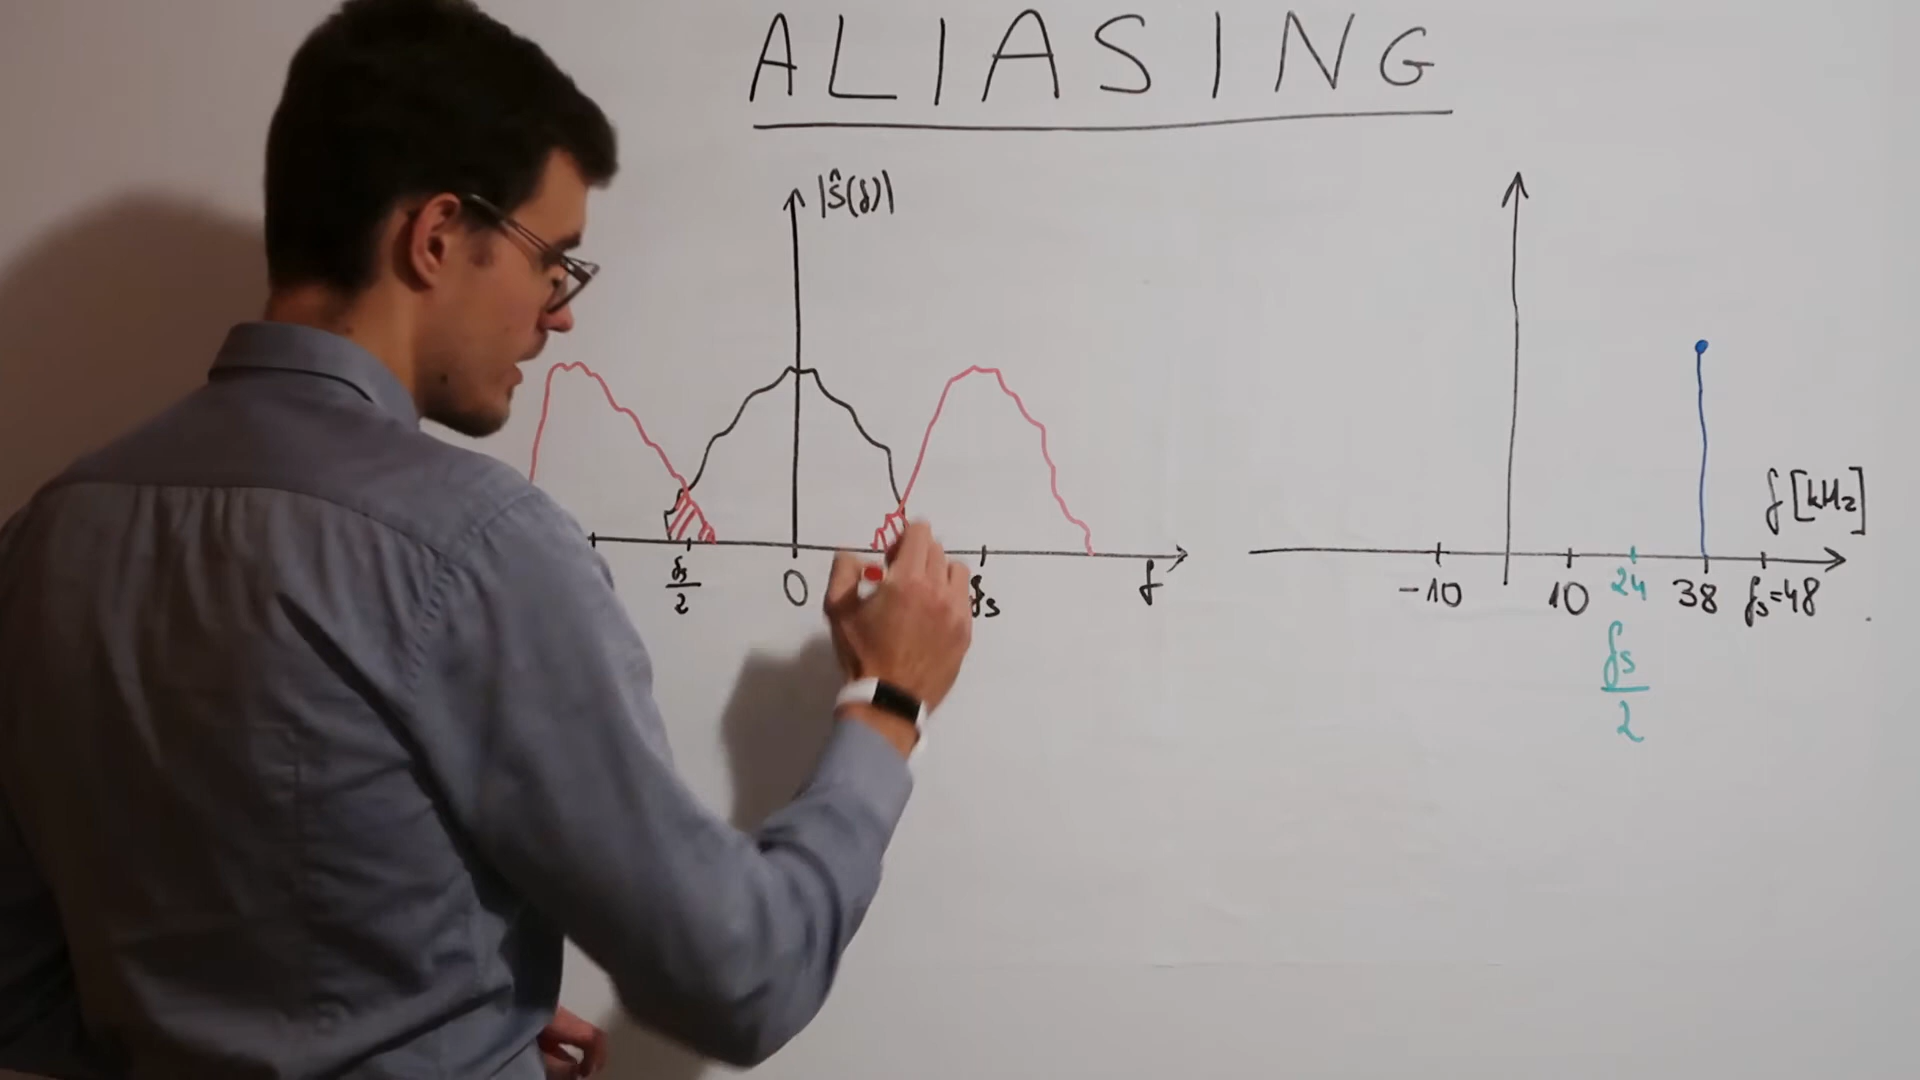 ALIASING
|ŝ(f)|
f [kHz]
fs/2 0 fs f
-10 10 24 38 fs=48
fs/2